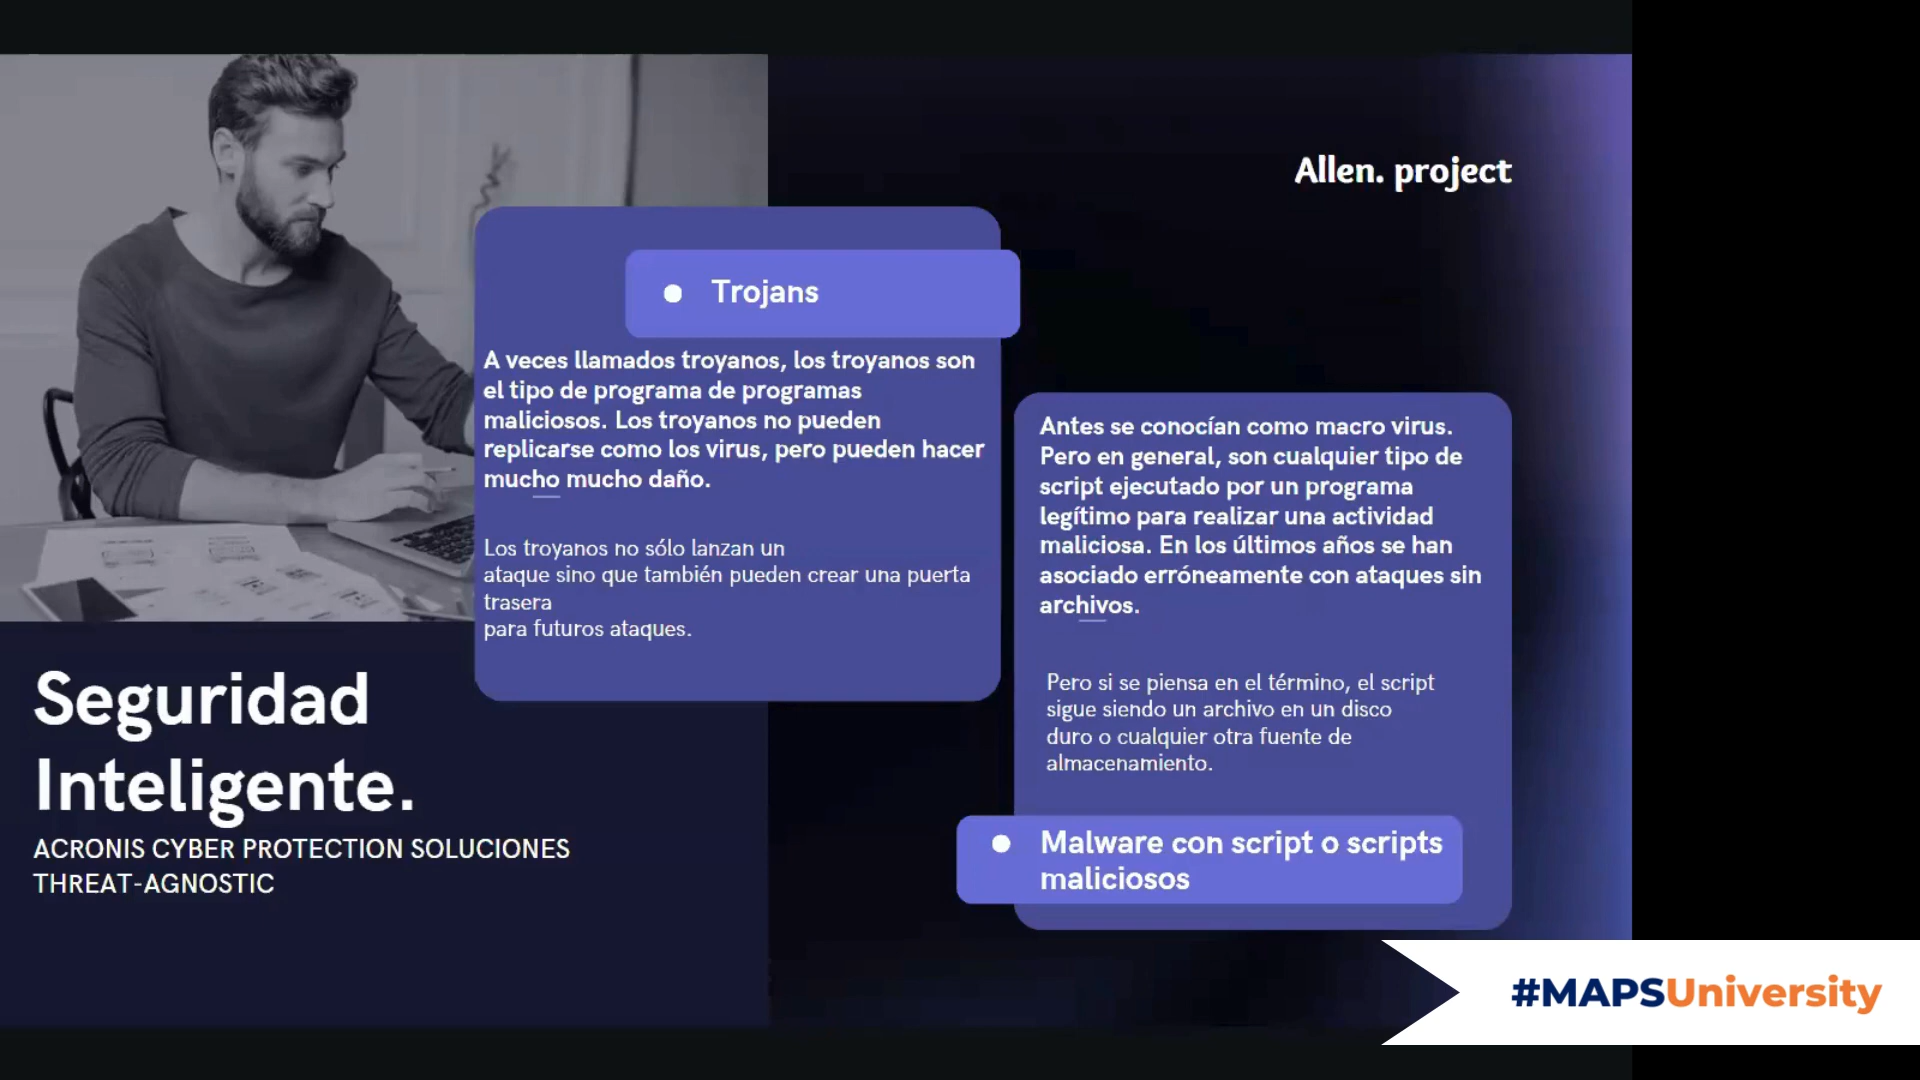 Allen. project
Trojans
A veces llamados troyanos, los troyanos son
el tipo de programa de programas
maliciosos. Los troyanos no pueden
replicarse como los virus, pero pueden hacer
mucho mucho daño.
Los troyanos no sólo lanzan un
ataque sino que también pueden crear una puerta
trasera
para futuros ataques.
Antes se conocían como macro virus.
Pero en general, son cualquier tipo de
script ejecutado por un programa
legítimo para realizar una actividad
maliciosa. En los últimos años se han
asociado erróneamente con ataques sin
archivos.
Pero si se piensa en el término, el script
sigue siendo un archivo en un disco
duro o cualquier otra fuente de
almacenamiento.
Malware con script o scripts
maliciosos
Seguridad
Inteligente.
ACRONIS CYBER PROTECTION SOLUCIONES
THREAT-AGNOSTIC
#MAPSUniversity